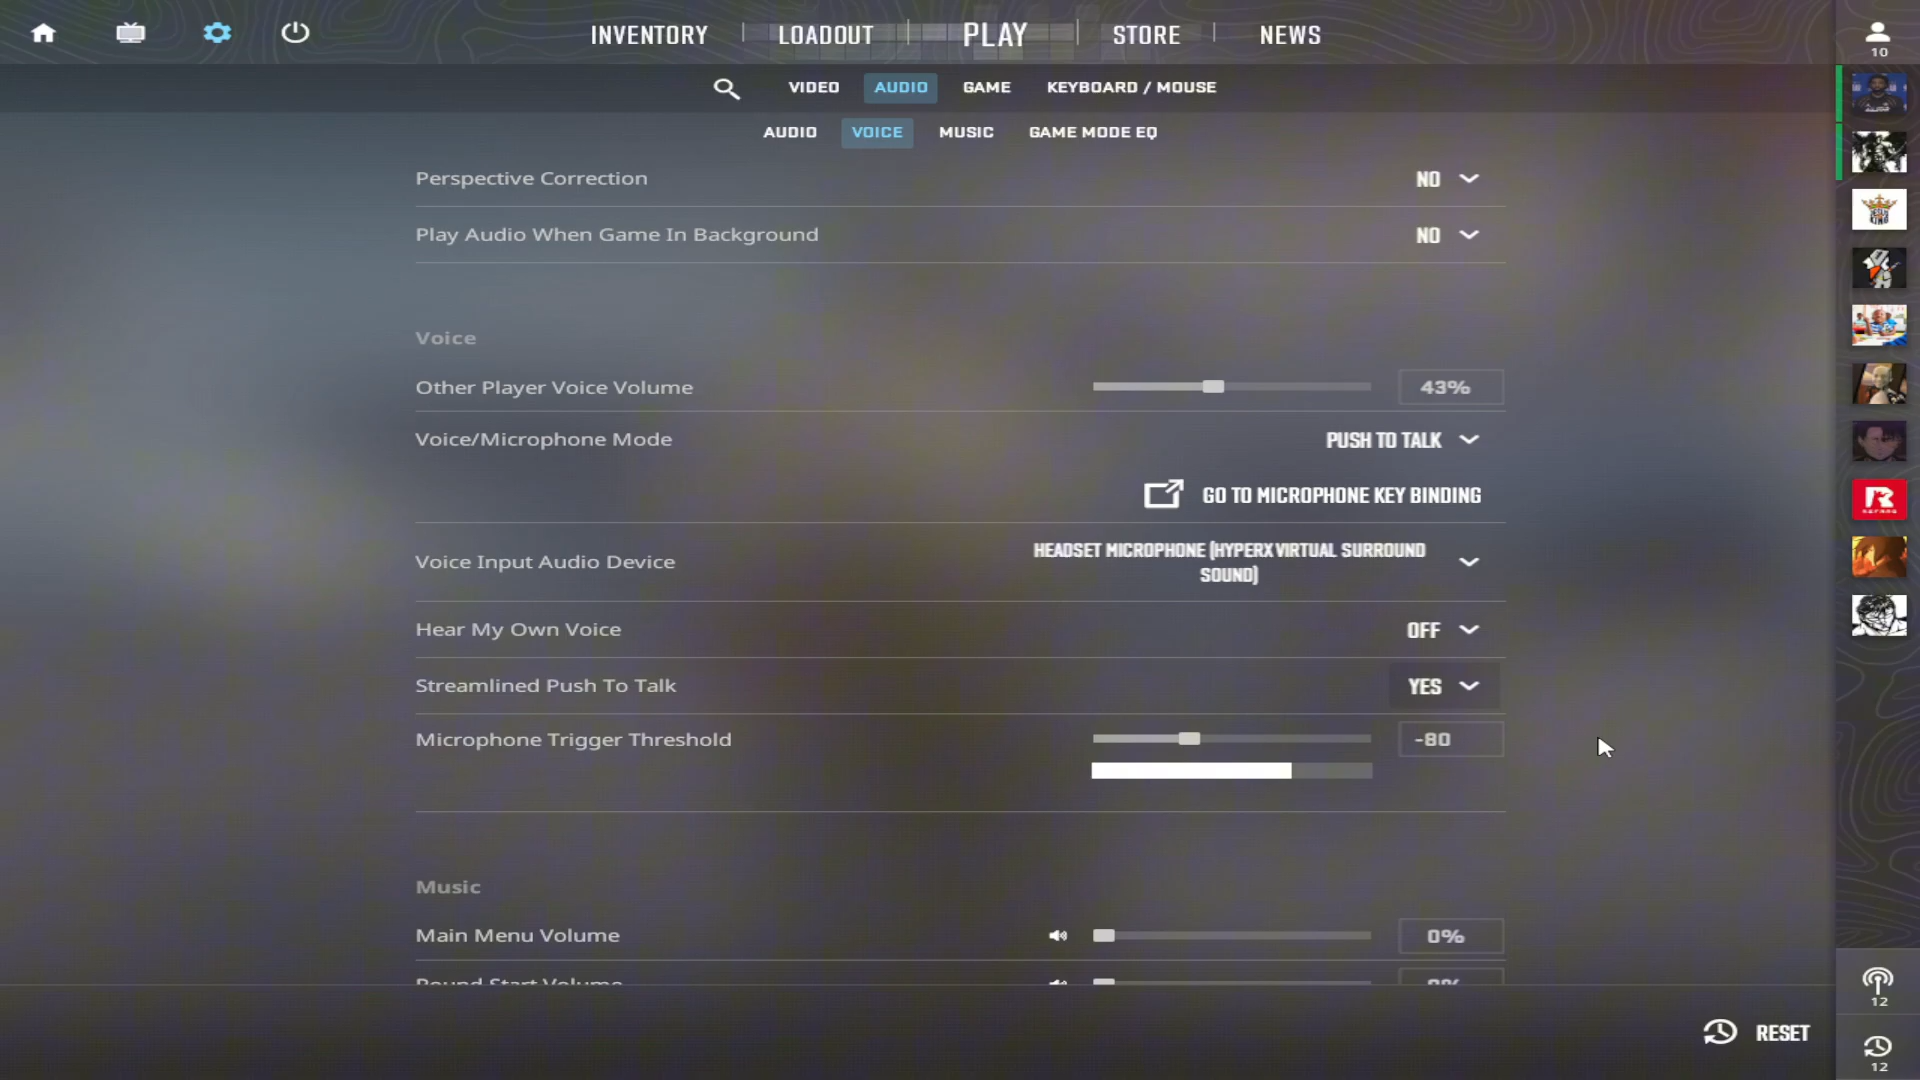 INVENTORY
LOADOUT
PLAY
STORE
NEWS
10
VIDEO
AUDIO
GAME
KEYBOARD / MOUSE
AUDIO
VOICE
MUSIC
GAME MODE EQ
Perspective Correction
NO
Play Audio When Game In Background
NO
Voice
Other Player Voice Volume
43%
Voice/Microphone Mode
PUSH TO TALK
GO TO MICROPHONE KEY BINDING
Voice Input Audio Device
HEADSET MICROPHONE (HYPERX VIRTUAL SURROUND
SOUND)
Hear My Own Voice
OFF
Streamlined Push To Talk
YES
Microphone Trigger Threshold
-80
Music
Main Menu Volume
0%
Round Start Volume
0%
12
RESET
12